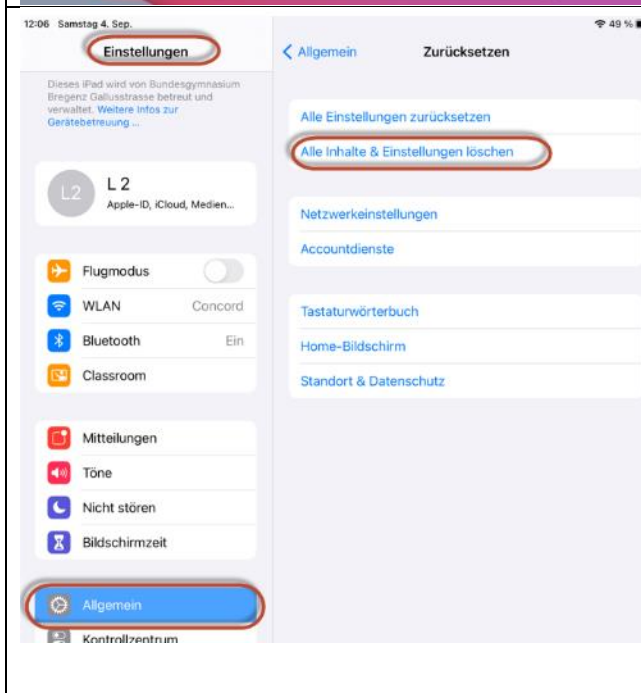 12:06 Samstag 4. Sep.
49 %
Einstellungen
Dieses iPad wird von Bundesgymnasium
Bregenz Gallusstrasse betreut und
verwaltet. Weitere Infos zur
Gerätebetreuung ...
L2
L 2
Apple-ID, iCloud, Medien...
Flugmodus
WLAN Concord
Bluetooth Ein
Classroom
Mitteilungen
Töne
Nicht stören
Bildschirmzeit
Allgemein
Kontrollzentrum
Allgemein
Zurücksetzen
Alle Einstellungen zurücksetzen
Alle Inhalte & Einstellungen löschen
Netzwerkeinstellungen
Accountdienste
Tastaturwörterbuch
Home-Bildschirm
Standort & Datenschutz